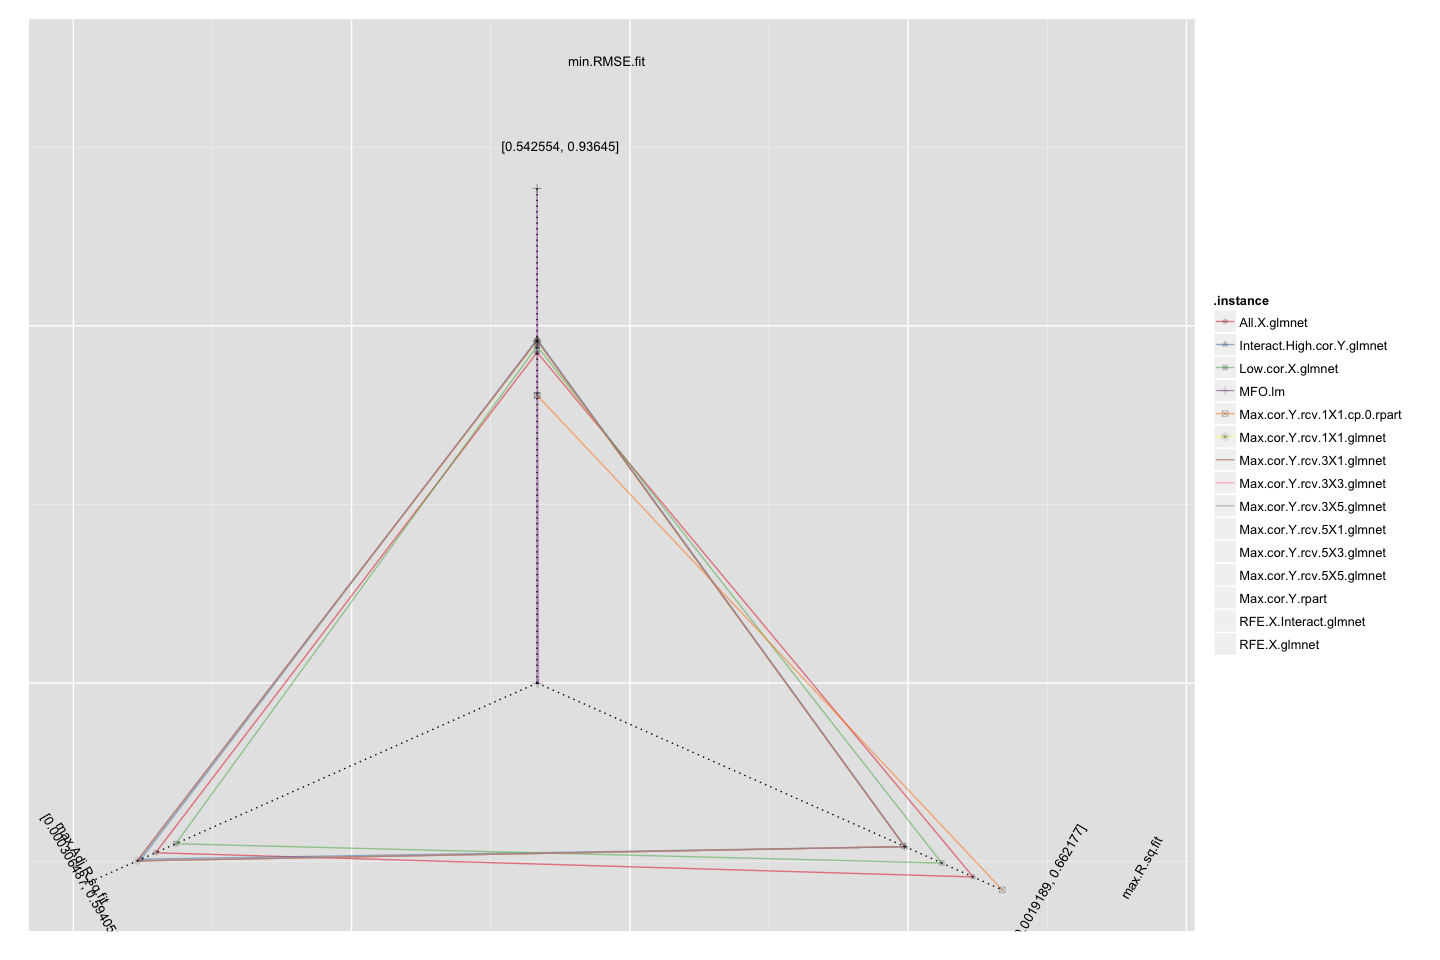 min.RMSE.fit
[0.542554, 0.93645]
max.Adj.R.sq.fit
0.0019189, 0.662177]
max.R.sq.fit
.instance
All.X.glmnet
Interact.High.cor.Y.glmnet
Low.cor.X.glmnet
MFO.lm
Max.cor.Y.rcv.1X1.cp.0.rpart
Max.cor.Y.rcv.1X1.glmnet
Max.cor.Y.rcv.3X1.glmnet
Max.cor.Y.rcv.3X3.glmnet
Max.cor.Y.rcv.3X5.glmnet
Max.cor.Y.rcv.5X1.glmnet
Max.cor.Y.rcv.5X3.glmnet
Max.cor.Y.rcv.5X5.glmnet
Max.cor.Y.rpart
RFE.X.Interact.glmnet
RFE.X.glmnet